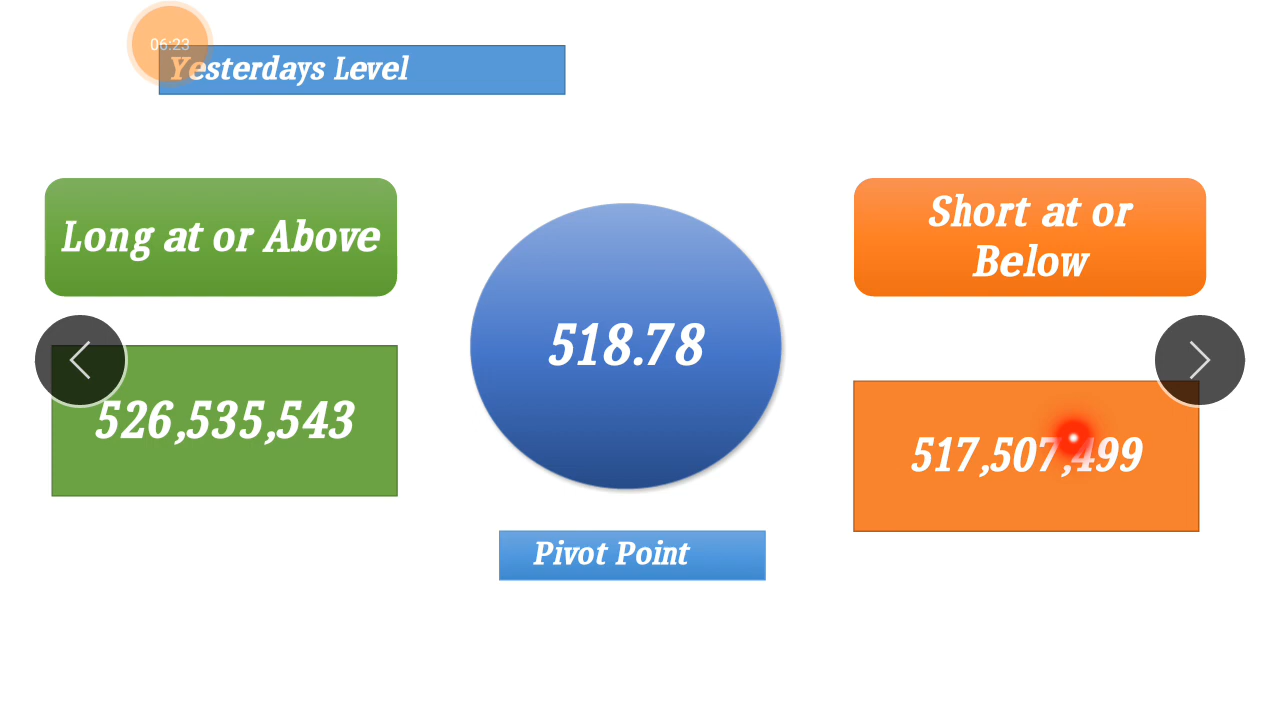 06:23
Yesterdays Level
Long at or Above
Short at or
Below
518.78
526,535,543
517,507,499
Pivot Point